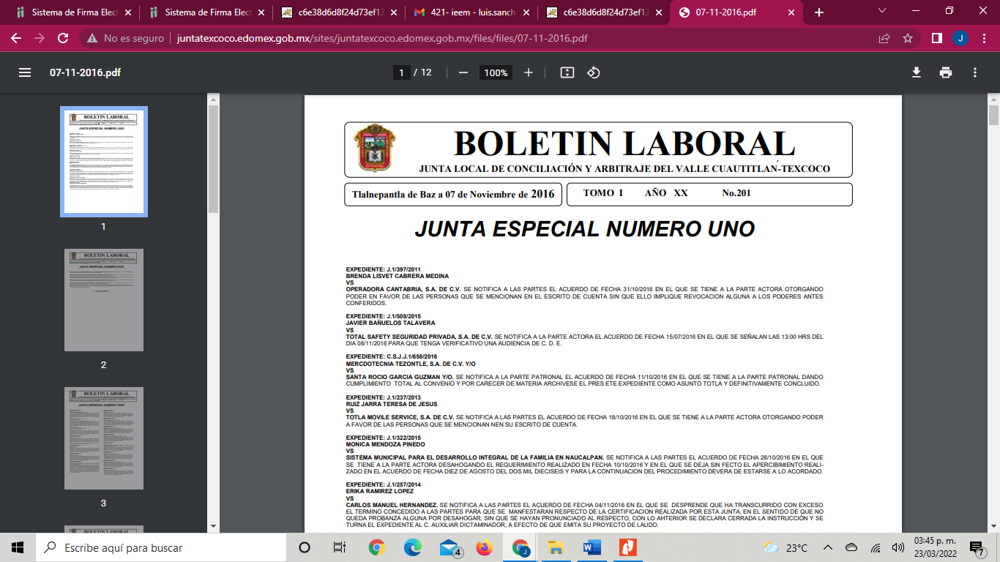 Sistema de Firma Elect
Sistema de Firma Elect
c6e38d6d8f24d73ef13
421- ieem - luis.sanch
c6e38d6d8f24d73ef13
07-11-2016.pdf
No es seguro
juntatexcoco.edomex.gob.mx/sites/juntatexcoco.edomex.gob.mx/files/files/07-11-2016.pdf
J
07-11-2016.pdf
1 / 12
100%
1
2
3
BOLETIN LABORAL
JUNTA ESPECIAL NUMERO UNO
BOLETIN LABORAL
JUNTA ESPECIAL NUMERO DOS
BOLETIN LABORAL
JUNTA ESPECIAL NUMERO TRES
BOLETIN LABORAL
JUNTA LOCAL DE CONCILIACIÓN Y ARBITRAJE DEL VALLE CUAUTITLAŃ-TEXCOCO
Tlalnepantla de Baz a 07 de Noviembre de 2016
TOMO I AÑO XX No.201
JUNTA ESPECIAL NUMERO UNO
EXPEDIENTE: J.1/397/2011
BRENDA LISVET CABRERA MEDINA
VS
OPERADORA CANTABRIA, S.A. DE C.V. SE NOTIFICA A LAS PARTES EL ACUERDO DE FECHA 31/10/2016 EN EL QUE SE TIENE A LA PARTE ACTORA OTORGANDO
PODER EN FAVOR DE LAS PERSONAS QUE SE MENCIONAN EN EL ESCRITO DE CUENTA SIN QUE ELLO IMPLIQUE REVOCACION ALGUNA A LOS PODERES ANTES
CONFERIDOS.
EXPEDIENTE: J.1/508/2015
JAVIER BAÑUELOS TALAVERA
VS
TOTAL SAFETY SEGURIDAD PRIVADA, S.A. DE C.V. SE NOTIFICA A LA PARTE ACTORA EL ACUERDO DE FECHA 15/07/2016 EN EL QUE SE SEÑALAN LAS 13:00 HRS DEL
DIA 08/11/2016 PARA QUE TENGA VERIFICATIVO UNA AUDIENCIA DE C. D. E.
EXPEDIENTE: C.S.J.J.1/658/2016
MERCDOTECNIA TEZONTLE, S.A. DE C.V. Y/O
VS
SANTA ROCIO GARCIA GUZMAN Y/O. SE NOTIFICA A LA PARTE PATRONAL EL ACUERDO DE FECHA 11/10/2016 EN EL QUE SE TIENE A LA PARTE PATRONAL DANDO
CUMPLIMIENTO TOTAL AL CONVENIO Y POR CARECER DE MATERIA ARCHIVESE EL PRES ETE EXPEDIENTE COMO ASUNTO TOTLA Y DEFINITIVAMENTE CONCLUIDO.
EXPEDIENTE: J.1/237/2013
RUIZ JARRA TERESA DE JESUS
VS
TOTLA MOVILE SERVICE, S.A. DE C.V. SE NOTIFICA A LAS PARTES EL ACUERDO DE FECHA 18/10/2016 EN EL QUE SE TIENE A LA PARTE ACTORA OTORGANDO PODER
A FAVOR DE LAS PERSONAS QUE SE MENCIONAN NEN SU ESCRITO DE CUENTA.
EXPEDIENTE: J.1/322/2015
MONICA MENDOZA PINEDO
VS
SISTEMA MUNICIPAL PARA EL DESARROLLO INTEGRAL DE LA FAMILIA EN NAUCALPAN. SE NOTIFICA A LAS PARTES EL ACUERDO DE FECHA 28/10/2016 EN EL QUE
SE TIENE A LA PARTE ACTORA DESAHOGANDO EL REQUERIMIENTO REALIZADO EN FECHA 10/10/2016 Y EN EL QUE SE DEJA SIN FECTO EL APERCIBIMIENTO REALI-
ZADO EN EL ACUERDO DE FECHA DIEZ DE AGOSTO DEL DOS MIL DIECISEIS Y PARA LA CONTINUACION DEL PROCEDIMIENTO DEVERA DE ESTARSE A LO ACORDADO.
EXPEDIENTE: J.1/257/2014
ERIKA RAMIREZ LOPEZ
VS
CARLOS MANUEL HERNANDEZ. SE NOTIFICA A LAS PARTES EL ACUERDO DE FECHA 04/11/2016 EN EL QUE SE DESPRENDE QUE HA TRANSCURRIDO CON EXCESO
EL TERMINO CONCEDIDO A LAS PARTES PARA QUE SE MANFESTARAN RESPECTO DE LA CERTIFICACION REALIZADA POR ESTA JUNTA, EN EL SENTIDO DE QUE NO
QUEDA PROBANZA ALGUNA POR DESAHOGAR, SIN QUE SE HAYAN PRONUNCIADO AL RESPECTO, CON LO AHTERIOR SE DECLARA CERRADA LA INSTRUCCIÓN Y SE
TURNA EL EXPEDIENTE AL C. AUXILIAR DICTAMINADOR, A EFECTO DE QUE EMITA SU PROYECTO DE LAUDO.
Escribe aquí para buscar
4
J
23°C
03:45 p. m.
23/03/2022
7